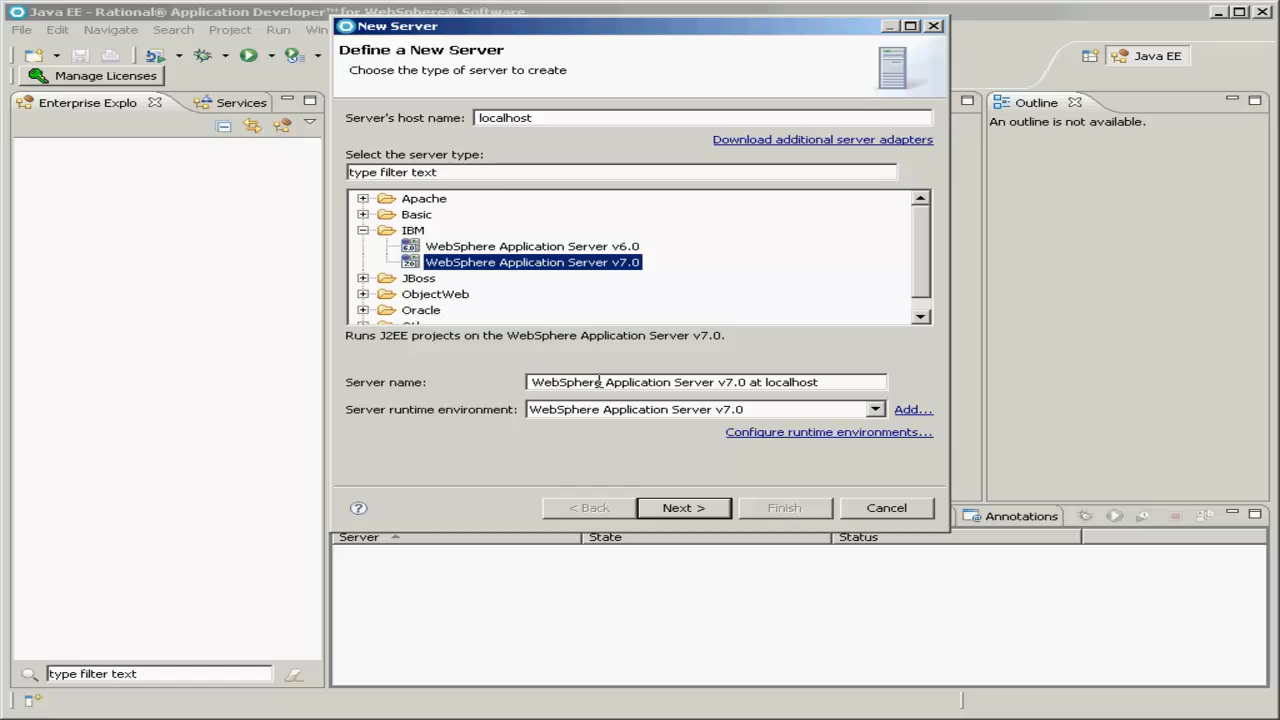 Java EE - Rational® Application Developer™ for WebSphere® Software
File Edit Navigate Search Project Run Win
Manage Licenses
Java EE
Enterprise Explo
Services
Outline
An outline is not available.
New Server
Define a New Server
Choose the type of server to create
Server's host name: localhost
Download additional server adapters
Select the server type:
type filter text
Apache
Basic
IBM
WebSphere Application Server v6.0
WebSphere Application Server v7.0
JBoss
ObjectWeb
Oracle
Runs J2EE projects on the WebSphere Application Server v7.0.
Server name: WebSphere Application Server v7.0 at localhost
Server runtime environment: WebSphere Application Server v7.0 Add...
Configure runtime environments...
< Back Next > Finish Cancel
Annotations
Server State Status
type filter text